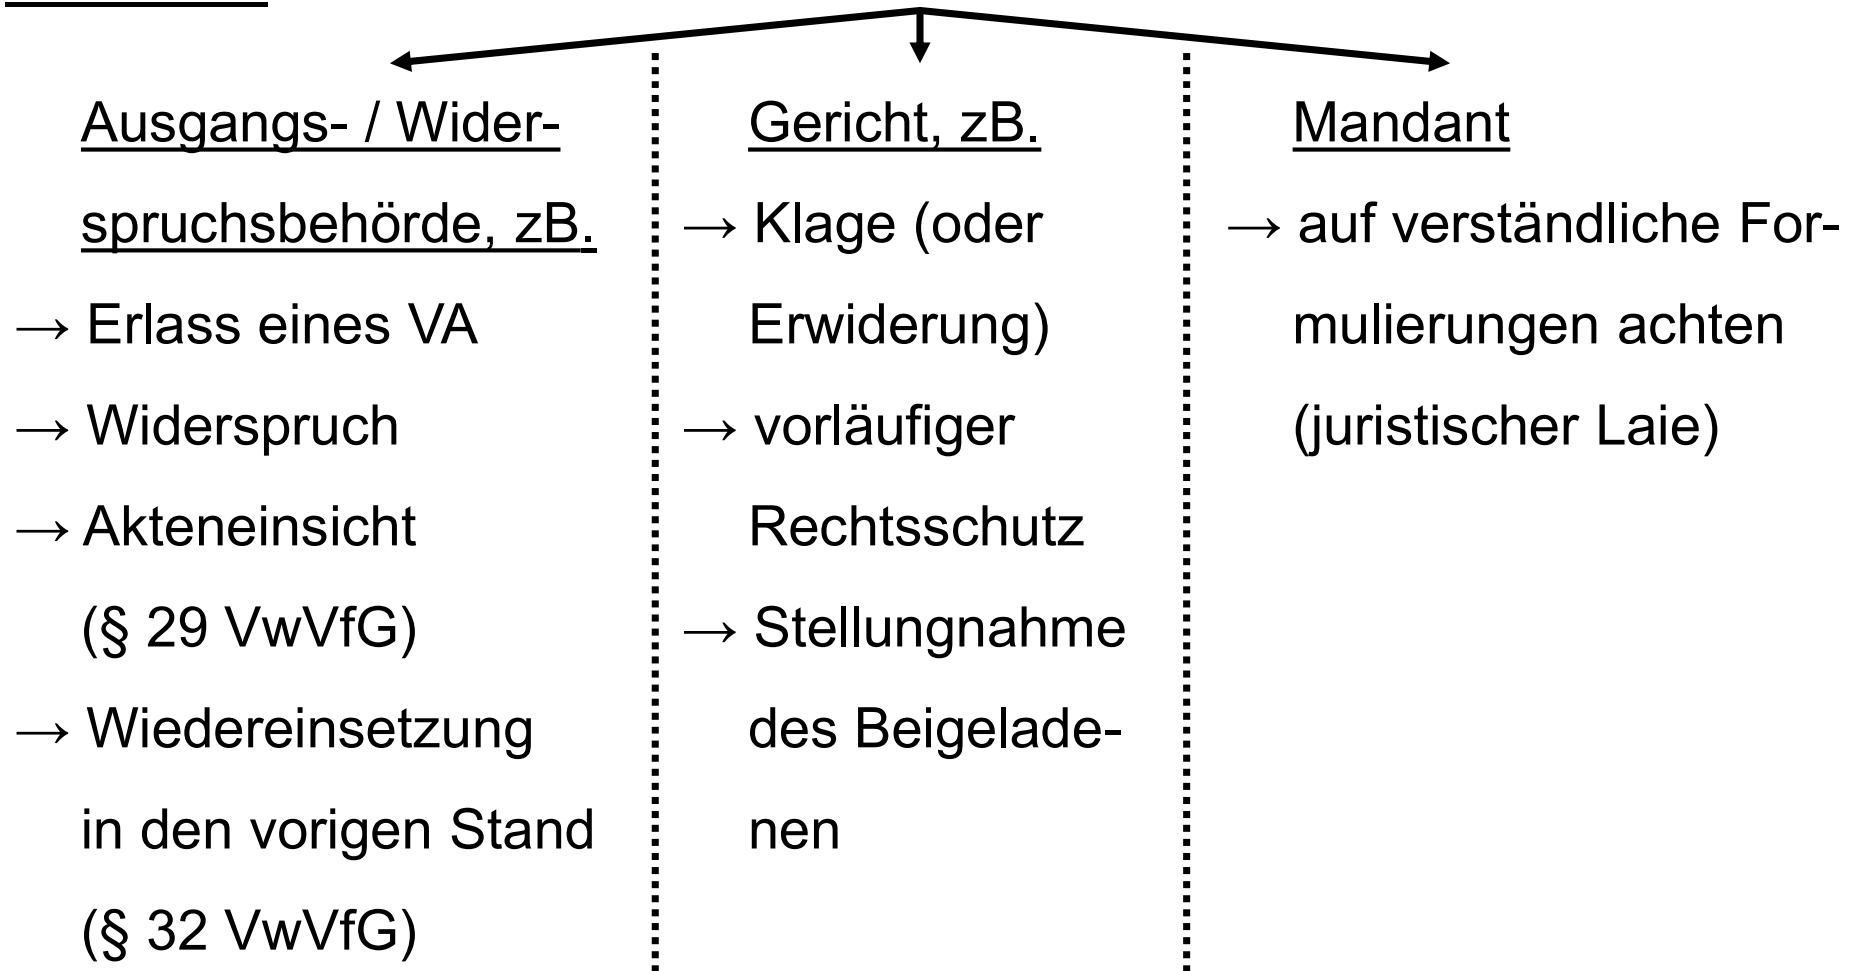 Ausgangs- / Wider-
spruchsbehörde, zB.
→ Erlass eines VA
→ Widerspruch
→ Akteneinsicht
(§ 29 VwVfG)
→ Wiedereinsetzung
in den vorigen Stand
(§ 32 VwVfG)
Gericht, zB.
→ Klage (oder
Erwiderung)
→ vorläufiger
Rechtsschutz
→ Stellungnahme
des Beigelade-
nen
Mandant
→ auf verständliche For-
mulierungen achten
(juristischer Laie)